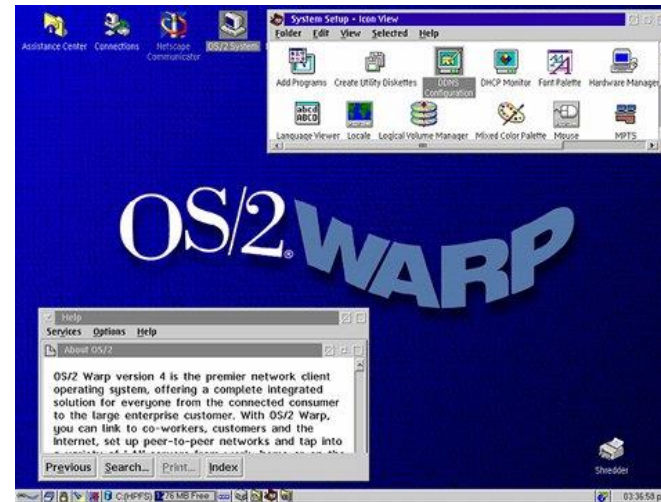 System Setup - Icon View
Folder Edit View Selected Help
Assistance Center
Connections
Netscape
Communicator
OS/2 System
Add Programs
Create Utility Diskettes
DDNS
Configuration
DHCP Monitor
Font Palette
Hardware Manager
abcd
ABCD
Language Viewer
Locale
Logical Volume Manager
Mixed Color Palette
Mouse
MPTS
OS/2® WARP
Help
Services Options Help
About OS/2
OS/2 Warp version 4 is the premier network client
operating system, offering a complete integrated
solution for everyone from the connected consumer
to the large enterprise customer. With OS/2 Warp,
you can link to co-workers, customers and the
Internet, set up peer-to-peer networks and tap into
Previous Search... Print... Index
Shredder
C:(HPFS) 276 MB Free
03:36:50